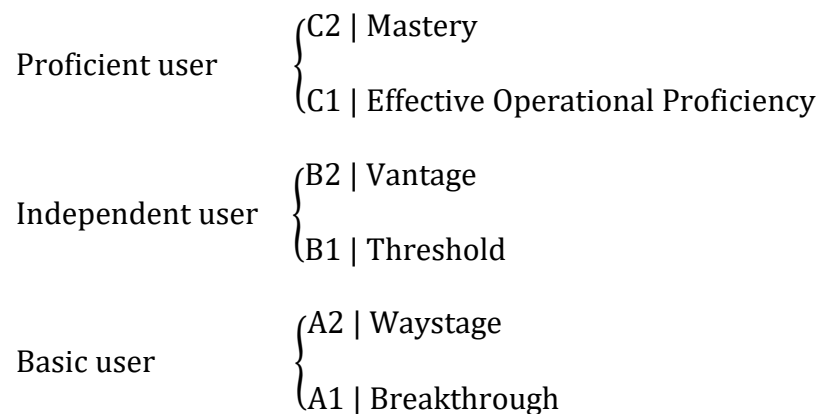 Proficient user
C2 | Mastery
C1 | Effective Operational Proficiency
Independent user
B2 | Vantage
B1 | Threshold
Basic user
A2 | Waystage
A1 | Breakthrough